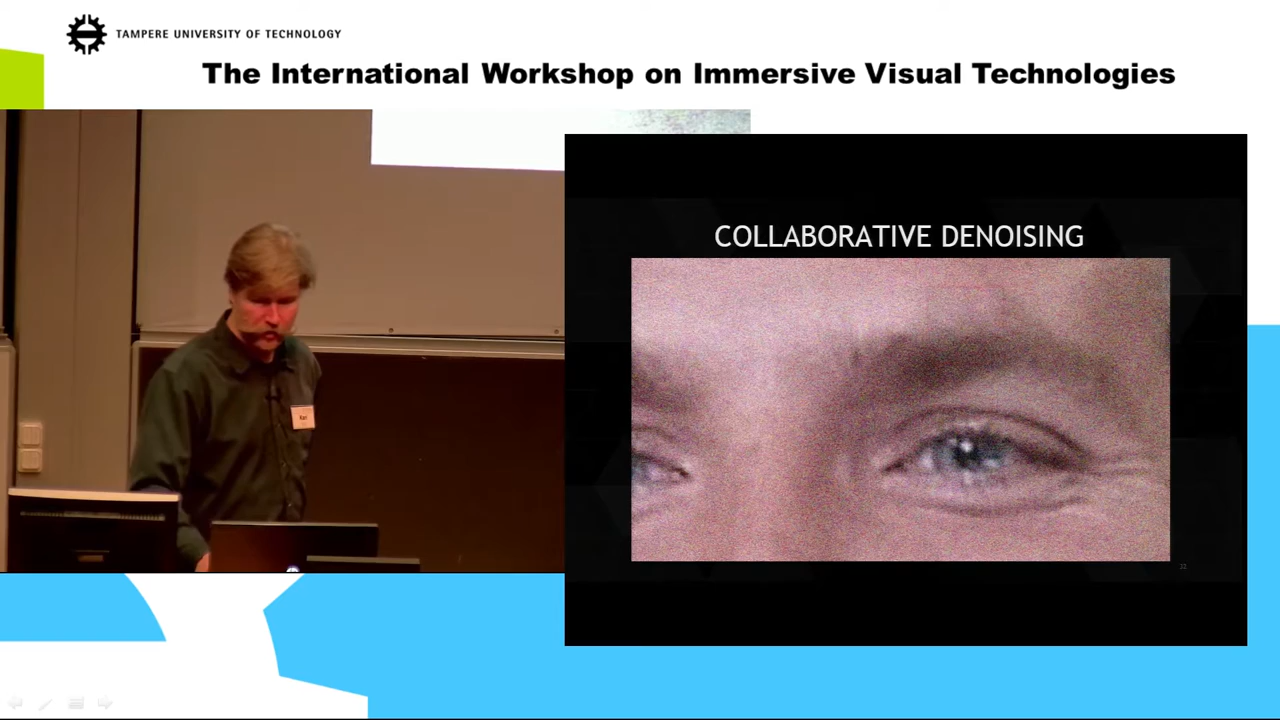 TAMPERE UNIVERSITY OF TECHNOLOGY
The International Workshop on Immersive Visual Technologies
COLLABORATIVE DENOISING